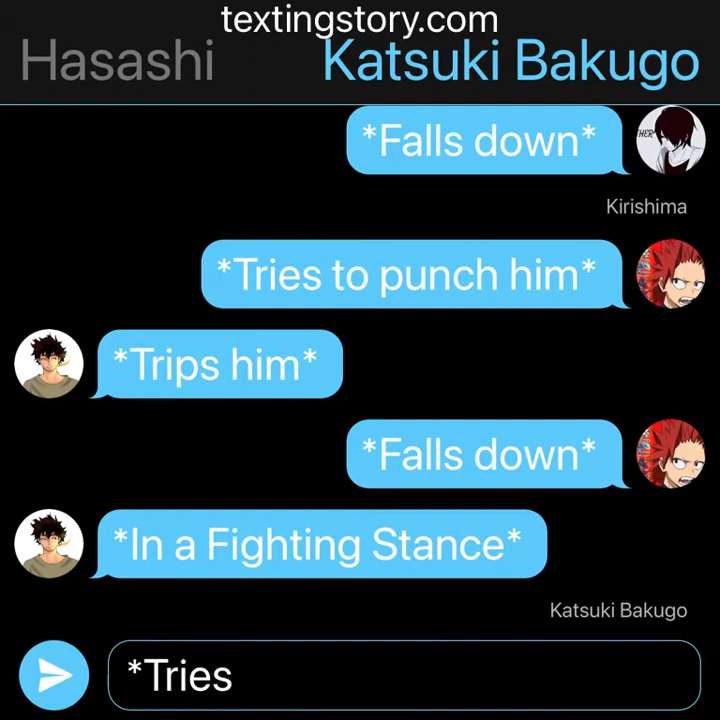 textingstory.com
Hasashi
Katsuki Bakugo
*Falls down*
HER
Kirishima
*Tries to punch him*
*Trips him*
*Falls down*
*In a Fighting Stance*
Katsuki Bakugo
*Tries